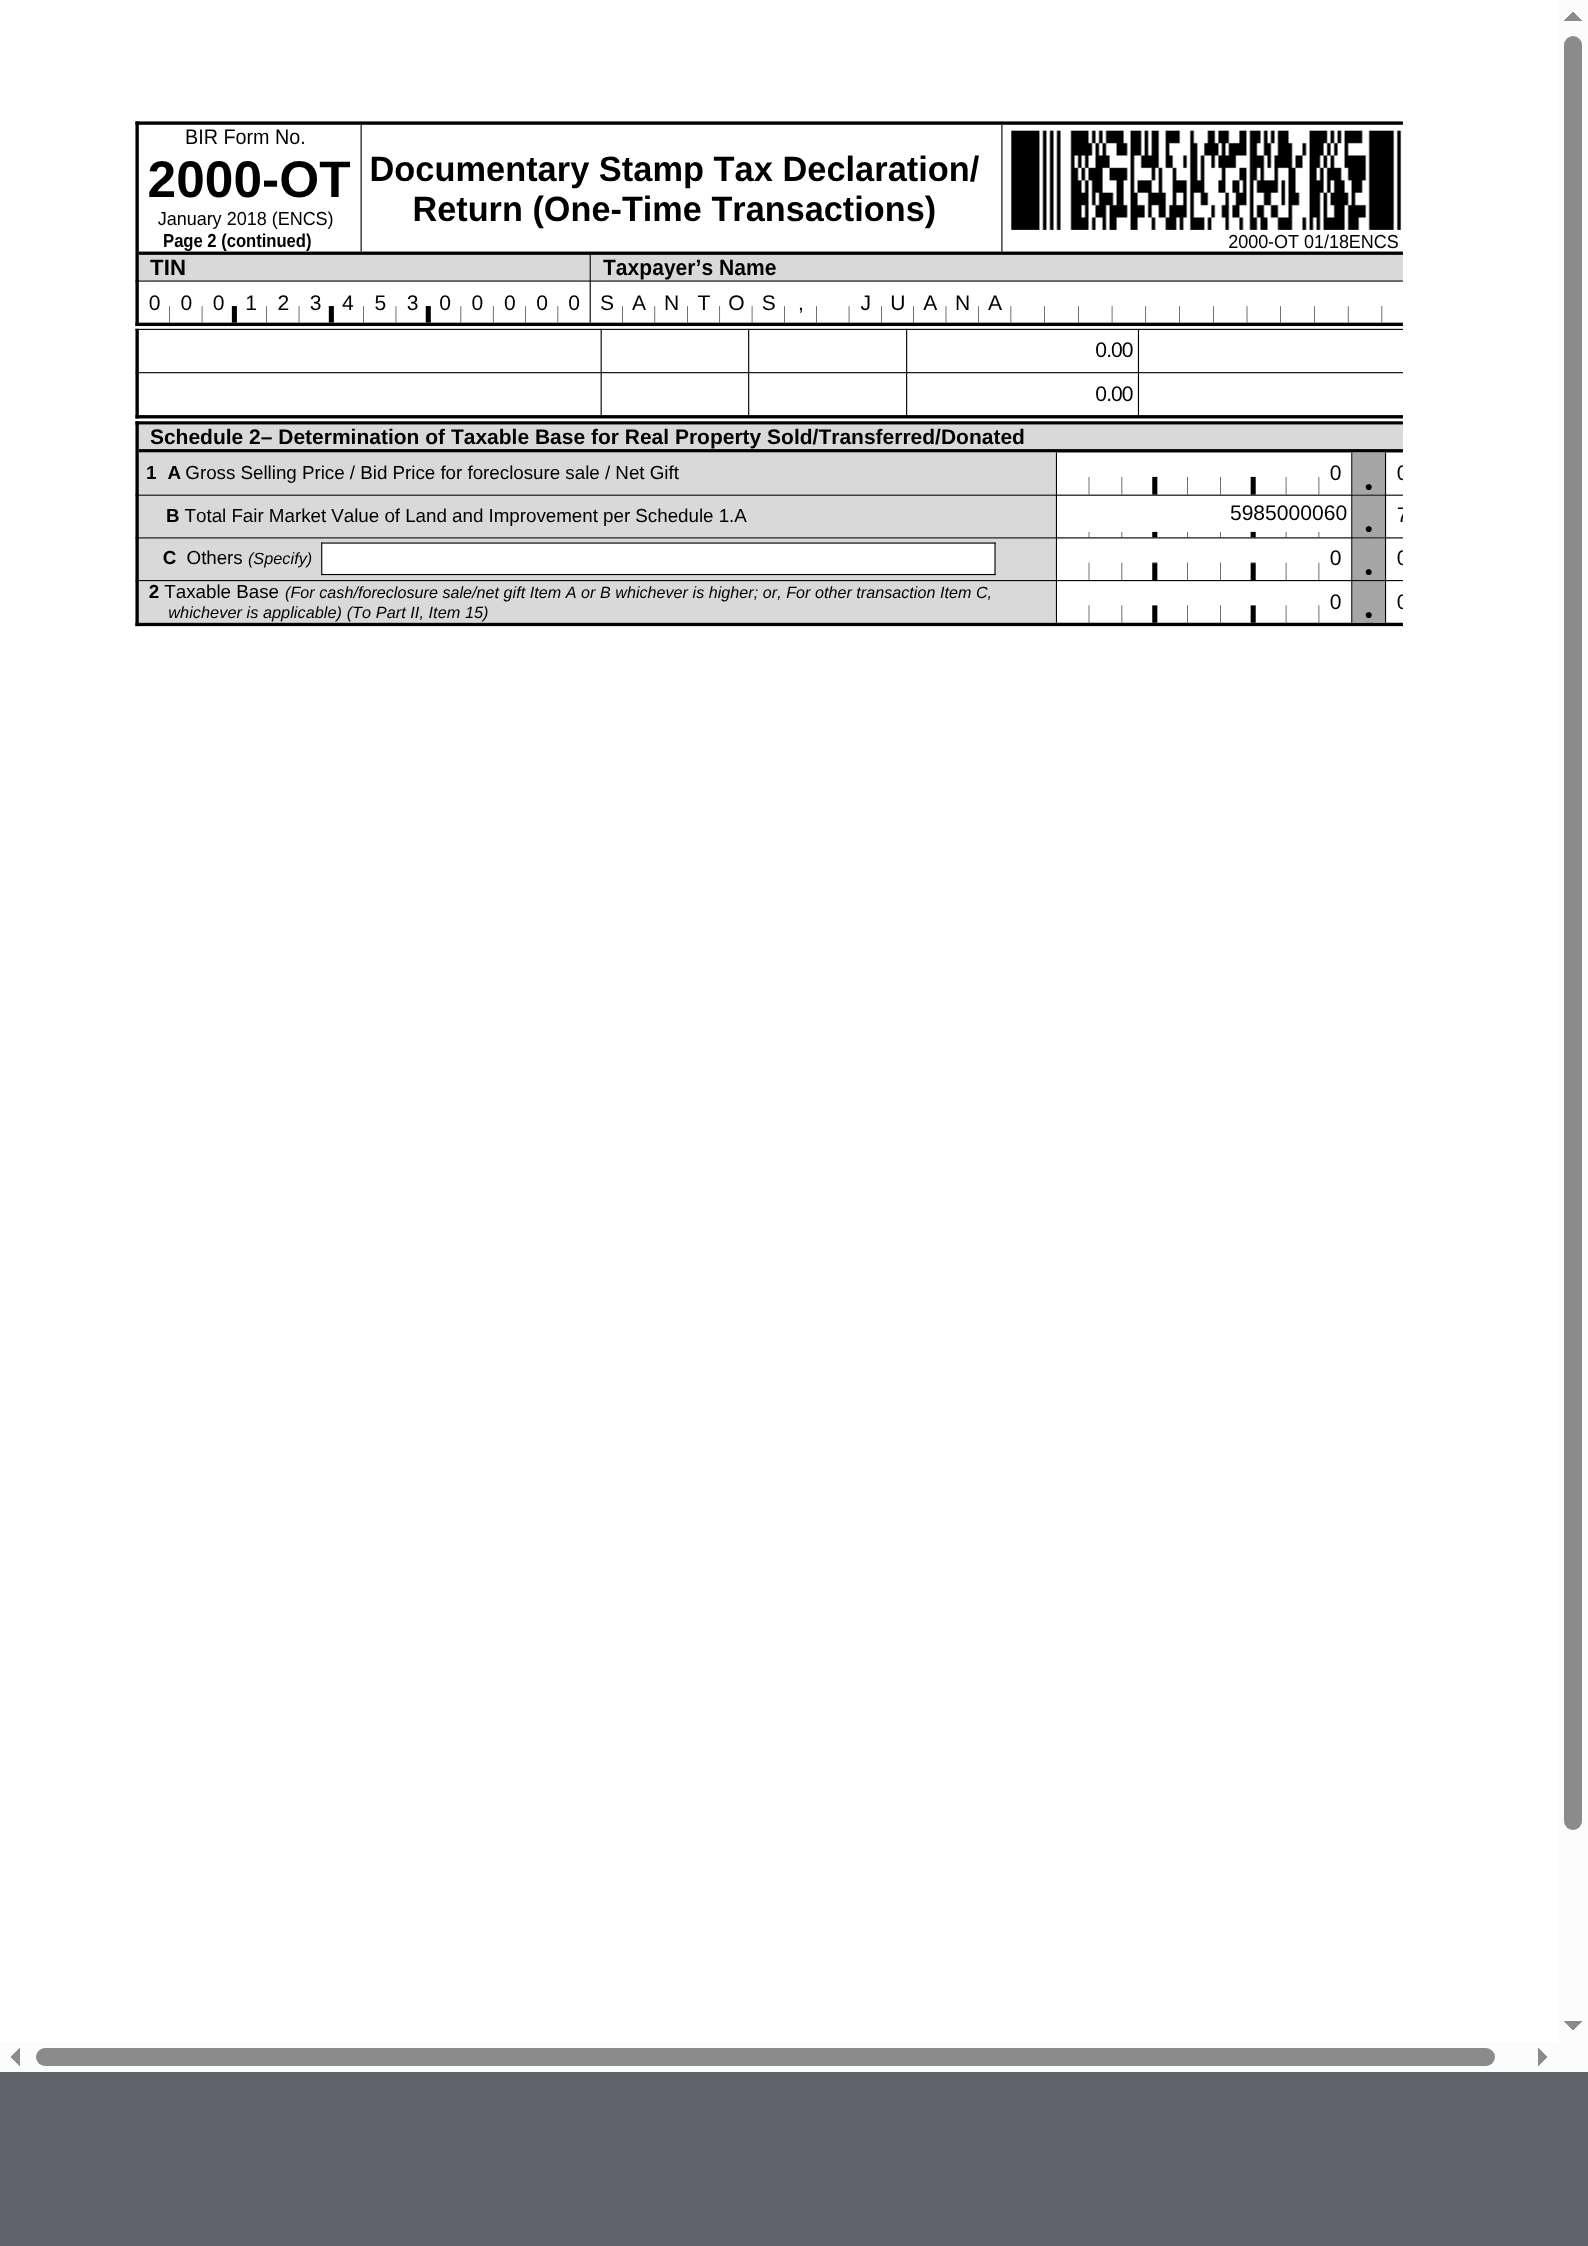 BIR Form No.
2000-OT
January 2018 (ENCS)
Page 2 (continued)
Documentary Stamp Tax Declaration/
Return (One-Time Transactions)
2000-OT 01/18ENCS
TIN
Taxpayer’s Name
0 0 0 1 2 3 4 5 3 0 0 0 0 0
S A N T O S , J U A N A
0.00
0.00
Schedule 2– Determination of Taxable Base for Real Property Sold/Transferred/Donated
1 A Gross Selling Price / Bid Price for foreclosure sale / Net Gift 0 .
B Total Fair Market Value of Land and Improvement per Schedule 1.A 5985000060 .
C Others (Specify) 0 .
2 Taxable Base (For cash/foreclosure sale/net gift Item A or B whichever is higher; or, For other transaction Item C,
whichever is applicable) (To Part II, Item 15) 0 .